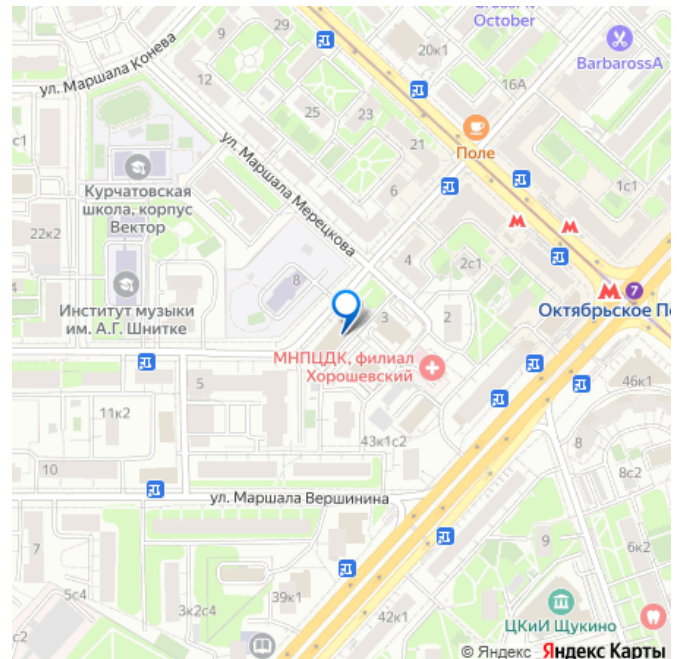 October
BarbarossA
20к1
9
12
16А
ул. Маршала Конева
25
23
21
Поле
с1
Курчатовская
школа, корпус
Вектор
ул. Маршала Мерецкова
6
1с1
22к2
4
2с1
8
Институт музыки
им. А.Г. Шнитке
3
2
7
Октябрьское По
МНПЦДК, филиал
Хорошевский
5
46к1
11к2
43к1с2
8
10
8с2
ул. Маршала Вершинина
7
9
6к2
5с4
39к1
3к2с4
42к1
с2
ЦКиИ Щукино
© Яндекс Яндекс Карты